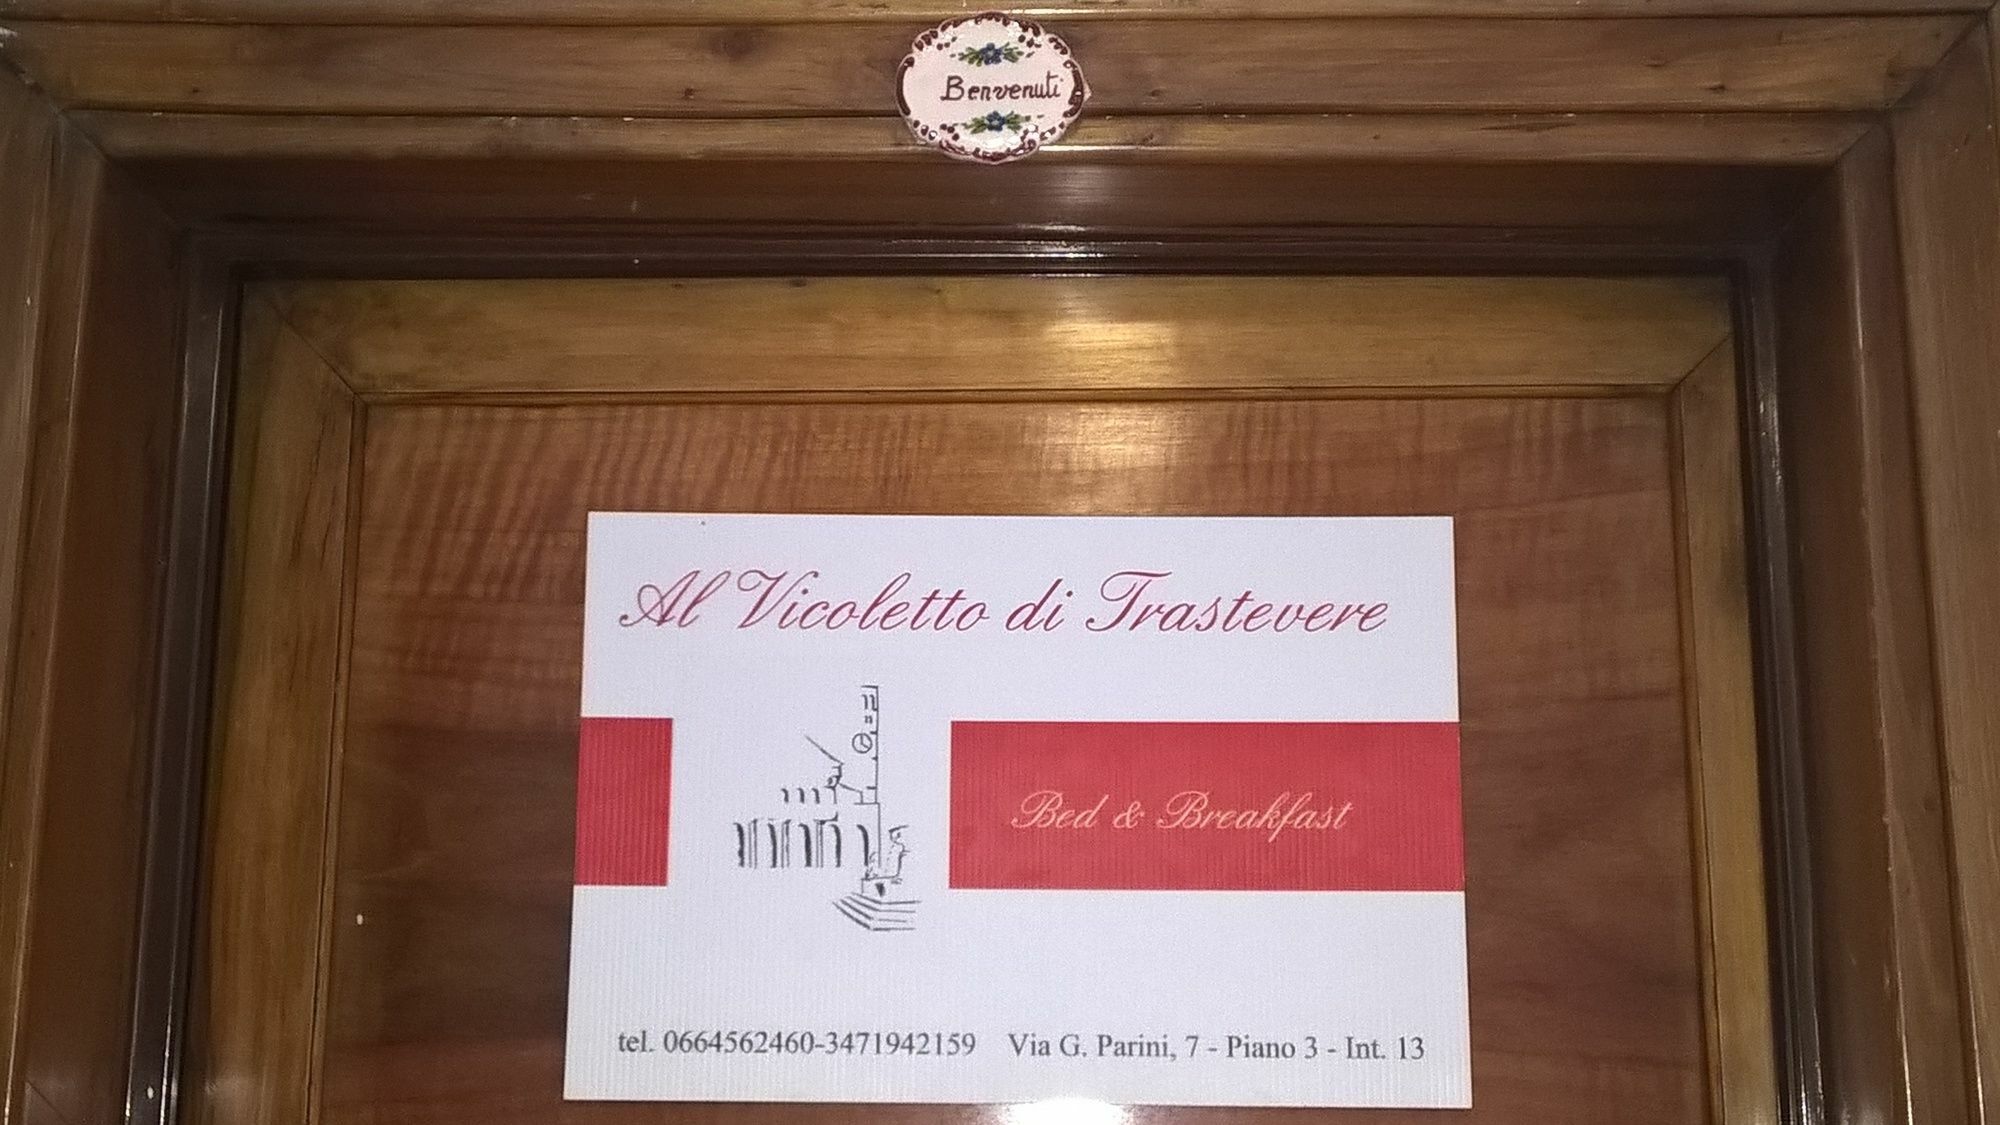 Benvenuti
Al Vicoletto di Trastevere
Bed & Breakfast
tel. 0664562460-3471942159 Via G. Parini, 7 - Piano 3 - Int. 13